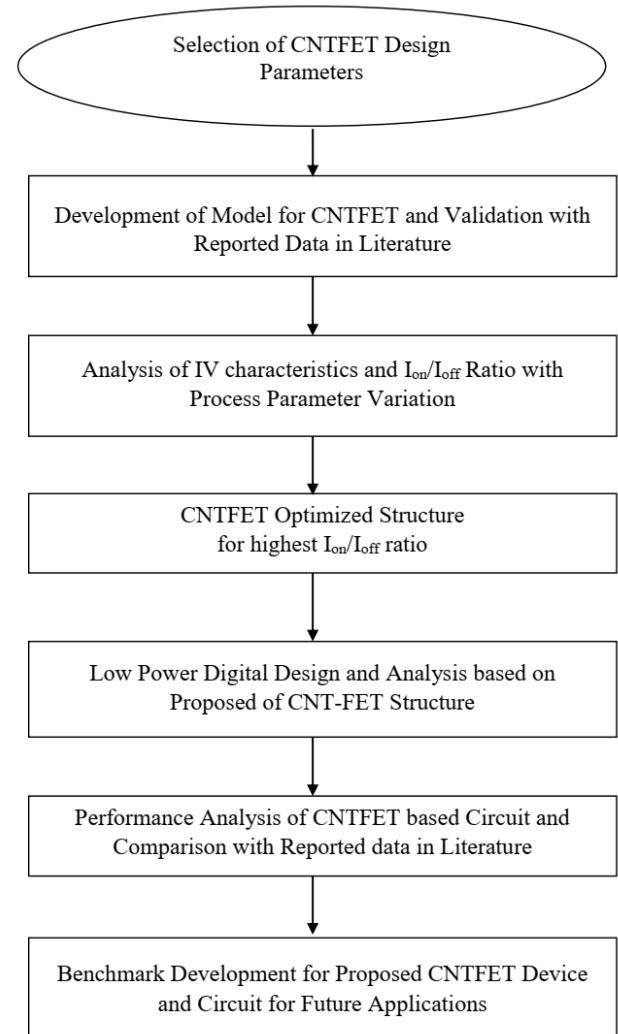 Selection of CNTFET Design
Parameters
Development of Model for CNTFET and Validation with
Reported Data in Literature
Analysis of IV characteristics and Ion/Ioff Ratio with
Process Parameter Variation
CNTFET Optimized Structure
for highest Ion/Ioff ratio
Low Power Digital Design and Analysis based on
Proposed of CNT-FET Structure
Performance Analysis of CNTFET based Circuit and
Comparison with Reported data in Literature
Benchmark Development for Proposed CNTFET Device
and Circuit for Future Applications